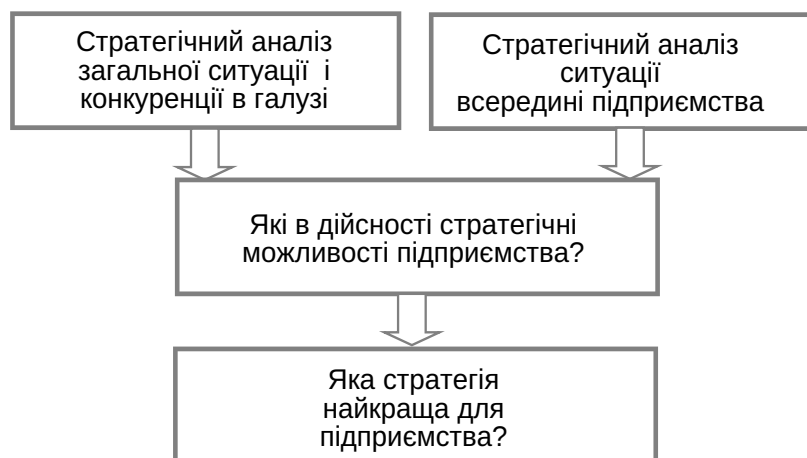 Стратегічний аналіз
загальної ситуації  і
конкуренції в галузі
Стратегічний аналіз
ситуації
всередині підприємства
Які в дійсності стратегічні
можливості підприємства?
Яка стратегія
найкраща для
підприємства?